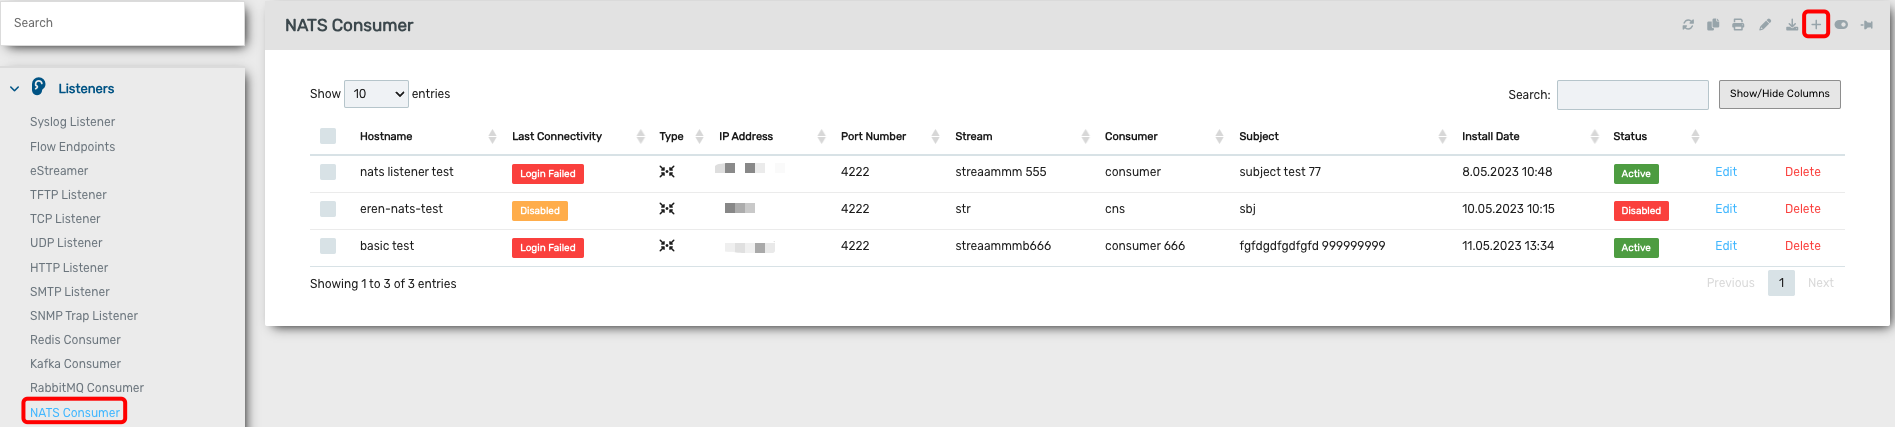 Search
Listeners
Syslog Listener
Flow Endpoints
eStreamer
TFTP Listener
TCP Listener
UDP Listener
HTTP Listener
SMTP Listener
SNMP Trap Listener
Redis Consumer
Kafka Consumer
RabbitMQ Consumer
NATS Consumer
NATS Consumer
Show 10 entries Search: Show/Hide Columns
Hostname Last Connectivity Type IP Address Port Number Stream Consumer Subject Install Date Status
nats listener test Login Failed 4222 streaammm 555 consumer subject test 77 8.05.2023 10:48 Active Edit Delete
eren-nats-test Disabled 4222 str cns sbj 10.05.2023 10:15 Disabled Edit Delete
basic test Login Failed 4222 streaammmb666 consumer 666 fgfdgdfgdfgfd 999999999 11.05.2023 13:34 Active Edit Delete
Showing 1 to 3 of 3 entries Previous 1 Next